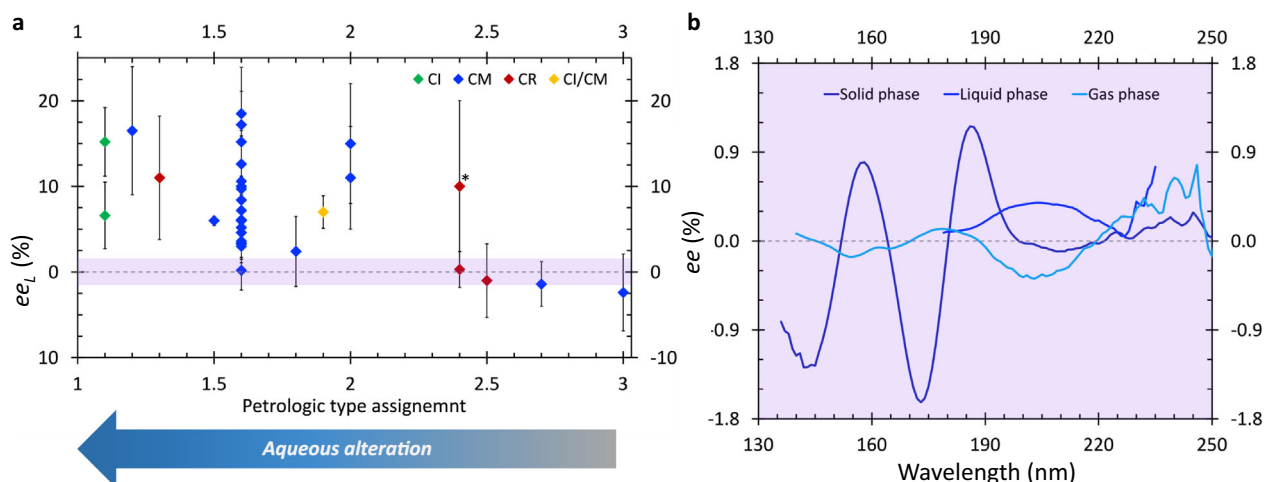 a
1 1.5 2 2.5 3
CI CM CR CI/CM
20 20
10 10
0 0
10 -10
*
ee_L (%)
1 1.5 2 2.5 3
Petrologic type assignemnt
Aqueous alteration
b
130 160 190 220 250
1.8 1.8
Solid phase Liquid phase Gas phase
0.9 0.9
0.0 0.0
-0.9 -0.9
-1.8 -1.8
ee (%)
130 160 190 220 250
Wavelength (nm)